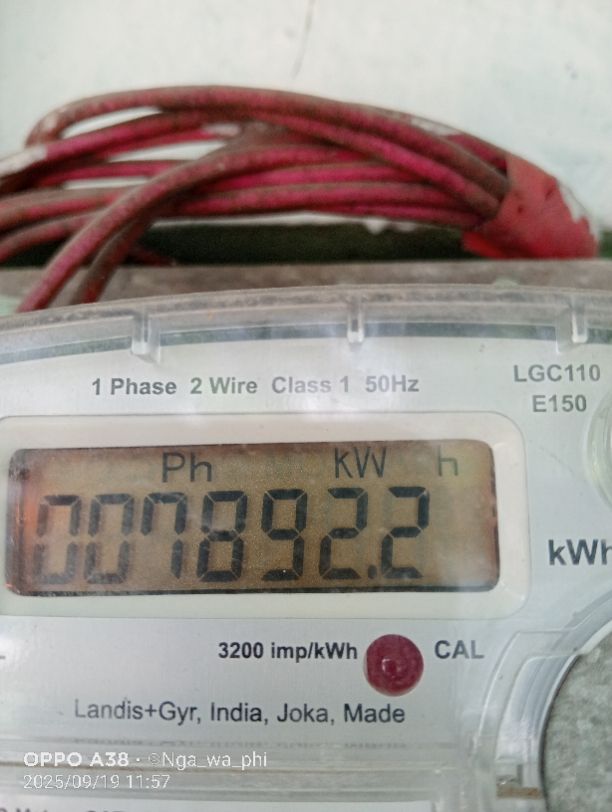 1 Phase 2 Wire Class 1 50Hz
LGC110
E150
Ph kW h
007892.2
kWh
3200 imp/kWh CAL
Landis+Gyr, India, Joka, Made
OPPO A38 · @Nga_wa_phi
2025/09/19 11:57